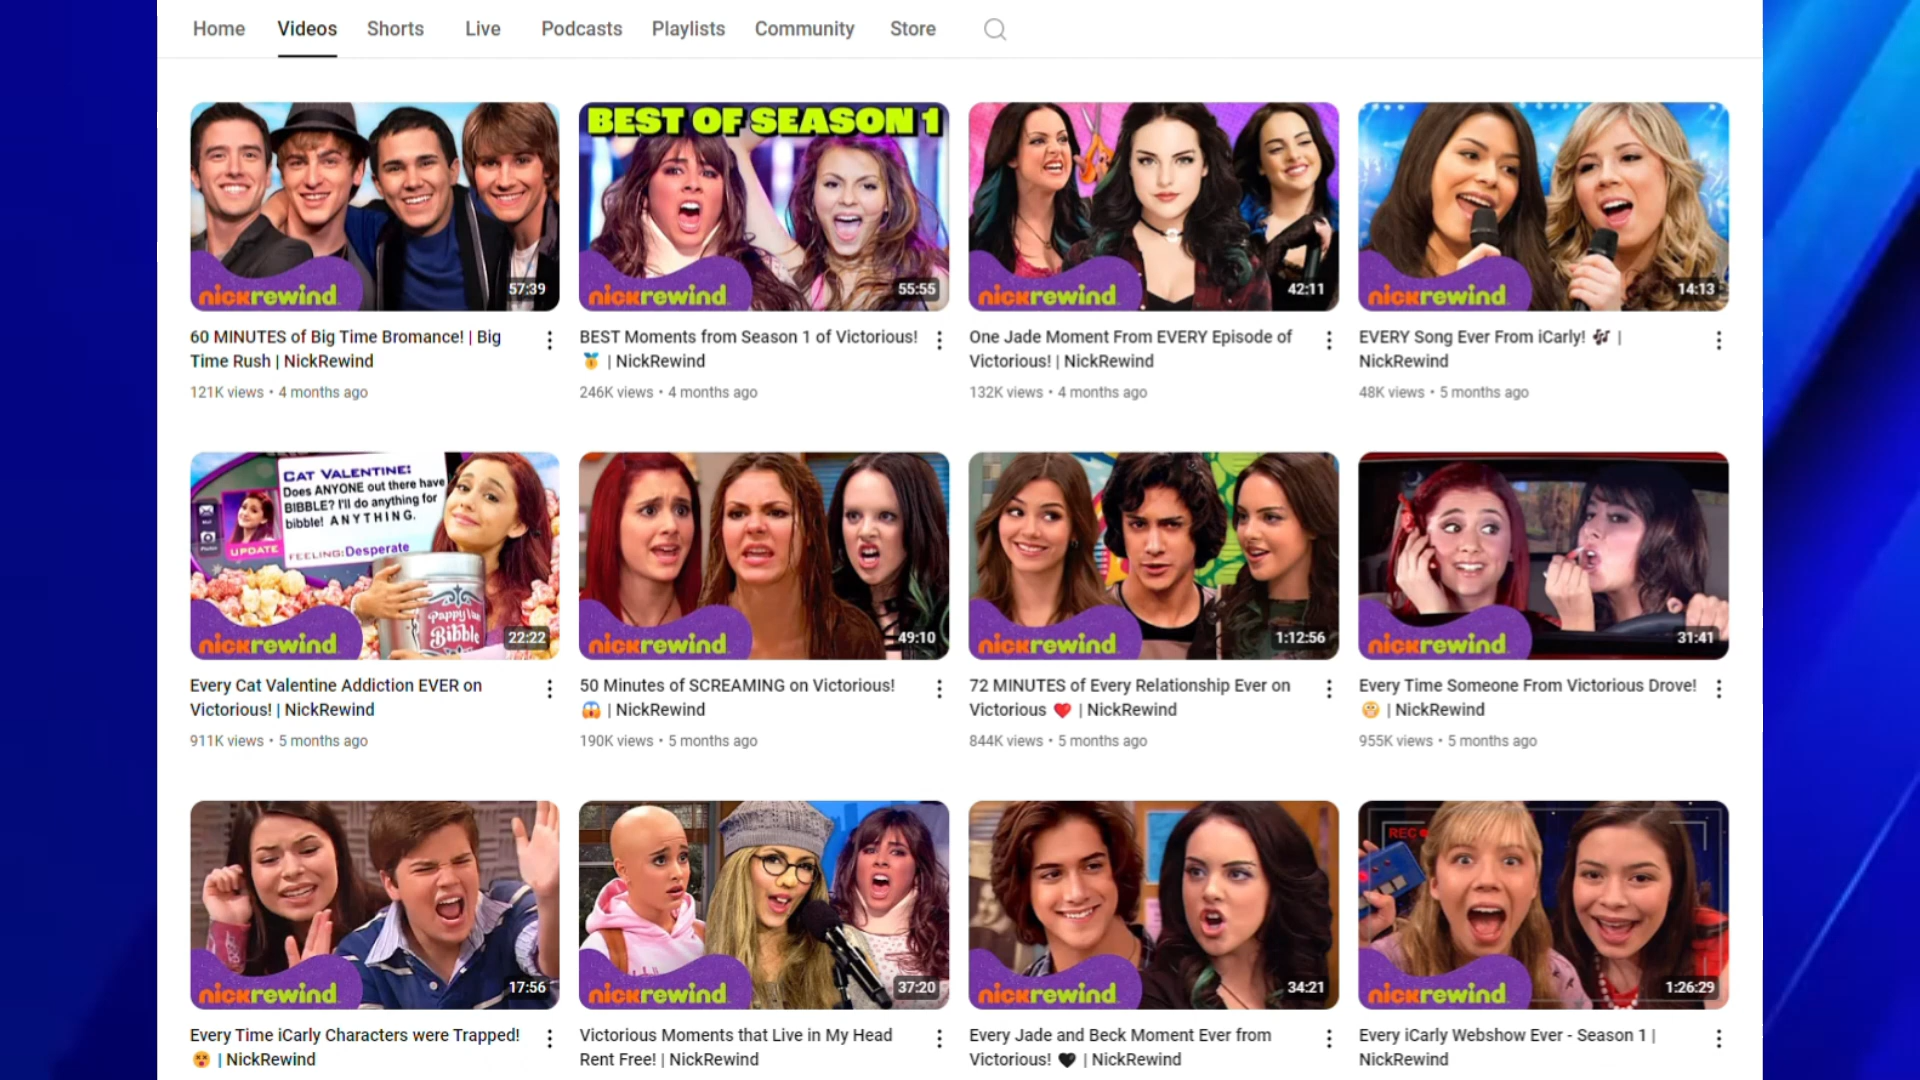 Home Videos Shorts Live Podcasts Playlists Community Store
nickrewind
57:39
BEST OF SEASON 1
nickrewind
55:55
nickrewind
42:11
nickrewind
14:13
60 MINUTES of Big Time Bromance! | Big
Time Rush | NickRewind
121K views • 4 months ago
BEST Moments from Season 1 of Victorious!
🥇 | NickRewind
246K views • 4 months ago
One Jade Moment From EVERY Episode of
Victorious! | NickRewind
132K views • 4 months ago
EVERY Song Ever From iCarly! 🎶 |
NickRewind
48K views • 5 months ago
CAT VALENTINE:
Does ANYONE out there have
BIBBLE? I'll do anything for
bibble! ANYTHING.
UPDATE
FEELING: Desperate
Bibble
nickrewind
22:22
nickrewind
49:10
nickrewind
1:12:56
nickrewind
31:41
Every Cat Valentine Addiction EVER on
Victorious! | NickRewind
911K views • 5 months ago
50 Minutes of SCREAMING on Victorious!
😱 | NickRewind
190K views • 5 months ago
72 MINUTES of Every Relationship Ever on
Victorious ❤️ | NickRewind
844K views • 5 months ago
Every Time Someone From Victorious Drove!
😬 | NickRewind
955K views • 5 months ago
nickrewind
17:56
nickrewind
37:20
nickrewind
34:21
REC
nickrewind
1:26:29
Every Time iCarly Characters were Trapped!
😵 | NickRewind
Victorious Moments that Live in My Head
Rent Free! | NickRewind
Every Jade and Beck Moment Ever from
Victorious! 🖤 | NickRewind
Every iCarly Webshow Ever - Season 1 |
NickRewind